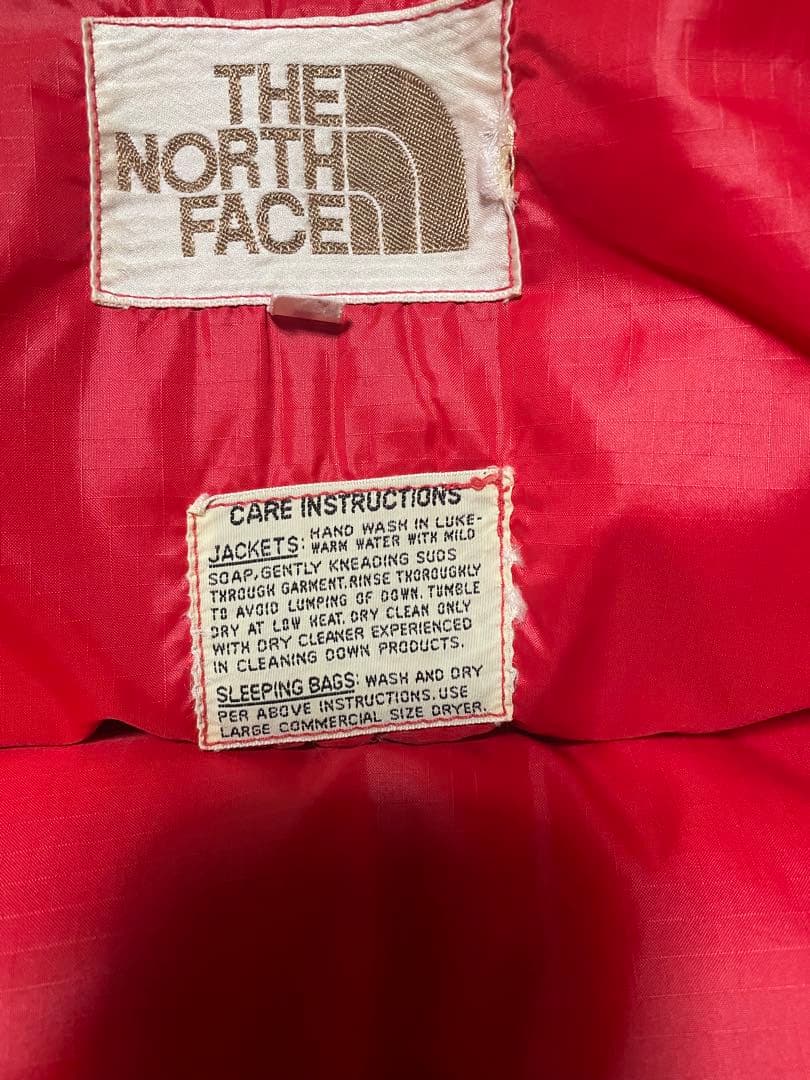 THE
NORTH
FACE
CARE INSTRUCTIONS
JACKETS: HAND WASH IN LUKE-
WARM WATER WITH MILD
SOAP, GENTLY KNEADING SUDS
THROUGH GARMENT. RINSE THOROUGHLY
TO AVOID LUMPING OF DOWN. TUMBLE
DRY AT LOW HEAT. DRY CLEAN ONLY
WITH DRY CLEANER EXPERIENCED
IN CLEANING DOWN PRODUCTS.
SLEEPING BAGS: WASH AND DRY
PER ABOVE INSTRUCTIONS. USE
LARGE COMMERCIAL SIZE DRYER.